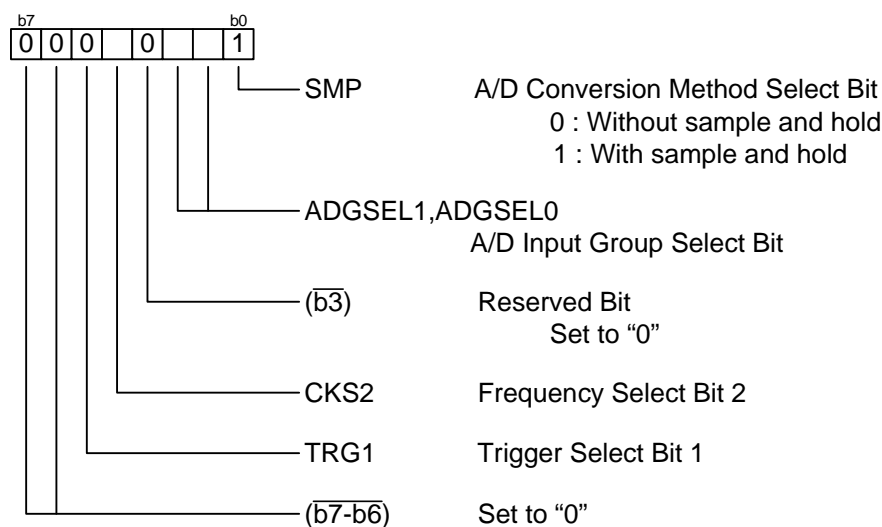 b7 b0
0 0 0 0 1
SMP A/D Conversion Method Select Bit
0 : Without sample and hold
1 : With sample and hold
ADGSEL1,ADGSEL0
A/D Input Group Select Bit
(b3) Reserved Bit
Set to “0”
CKS2 Frequency Select Bit 2
TRG1 Trigger Select Bit 1
(b7-b6) Set to “0”